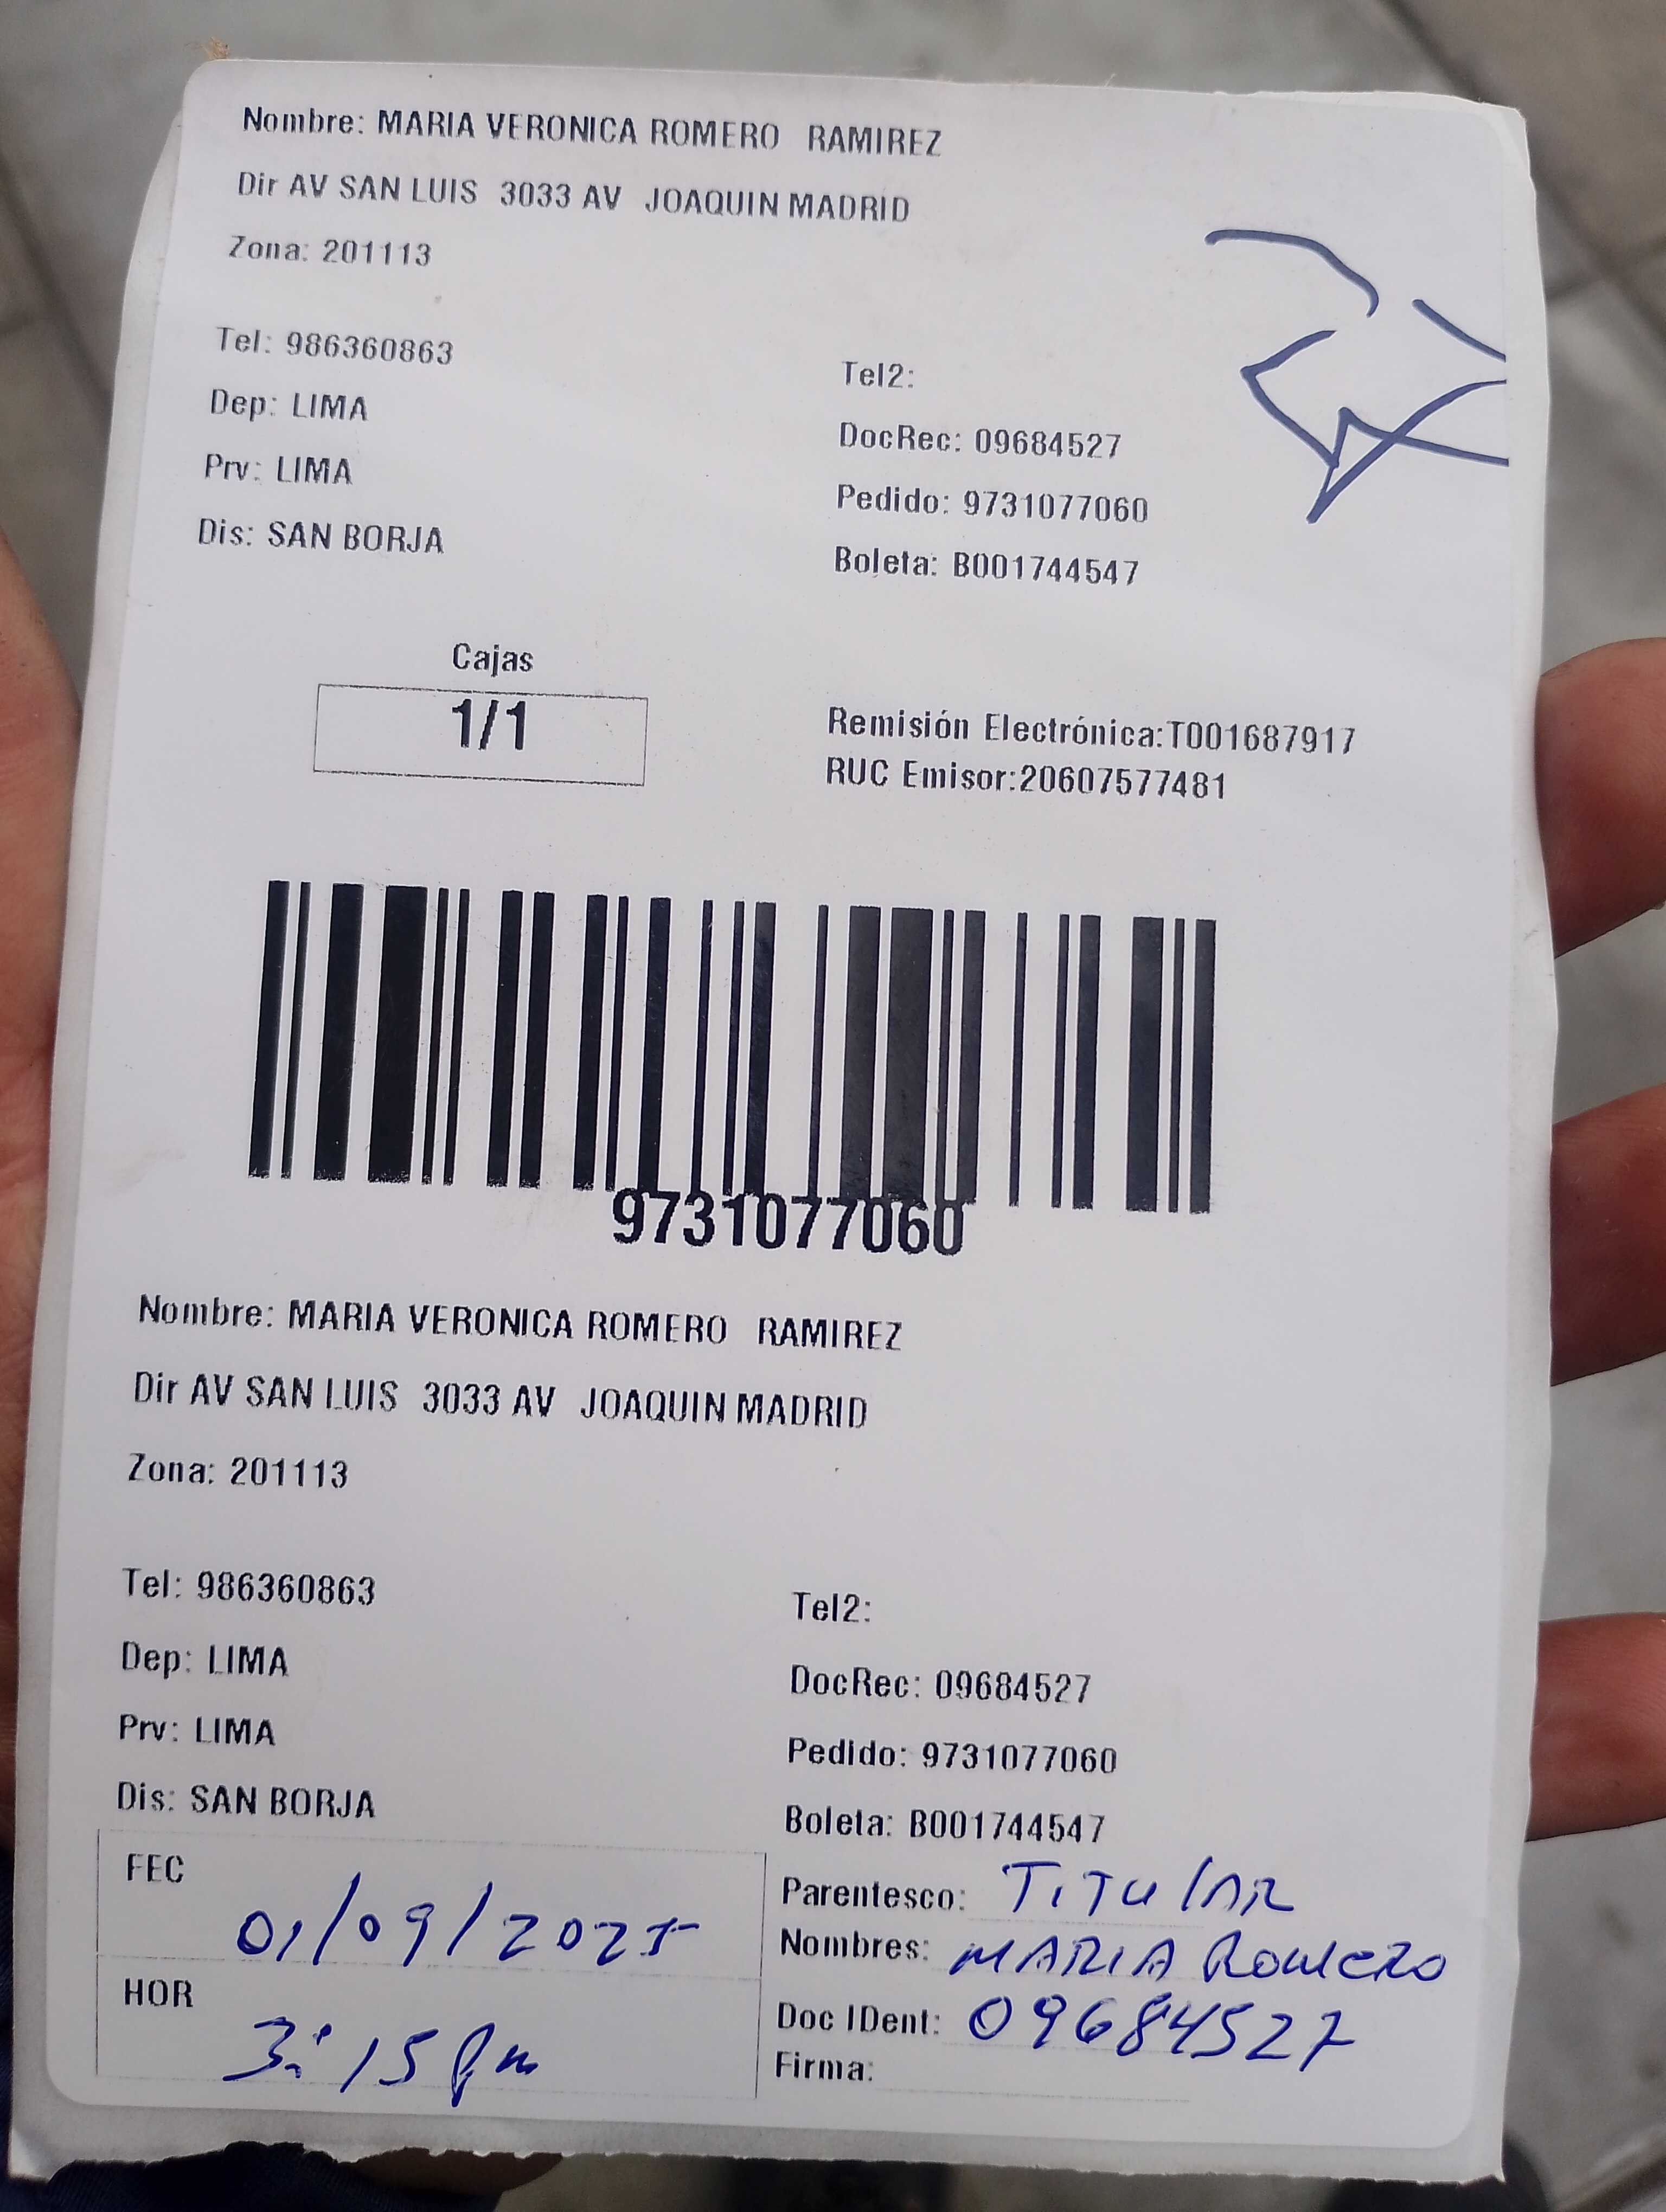 Nombre: MARIA VERONICA ROMERO RAMIREZ
Dir AV SAN LUIS 3033 AV JOAQUIN MADRID
Zona: 201113
Tel: 986360863
Tel2:
Dep: LIMA
DocRec: 09684527
Prv: LIMA
Pedido: 9731077060
Dis: SAN BORJA
Boleta: B001744547
Cajas
1/1
Remisión Electrónica:T001687917
RUC Emisor:20607577481
9731077060
Nombre: MARIA VERONICA ROMERO RAMIREZ
Dir AV SAN LUIS 3033 AV JOAQUIN MADRID
Zona: 201113
Tel: 986360863
Tel2:
Dep: LIMA
DocRec: 09684527
Prv: LIMA
Pedido: 9731077060
Dis: SAN BORJA
Boleta: B001744547
FEC 01/09/2025
Parentesco: TITULAR
Nombres: MARIA Romero
HOR 3:15 pm
Doc IDent: 09684527
Firma: